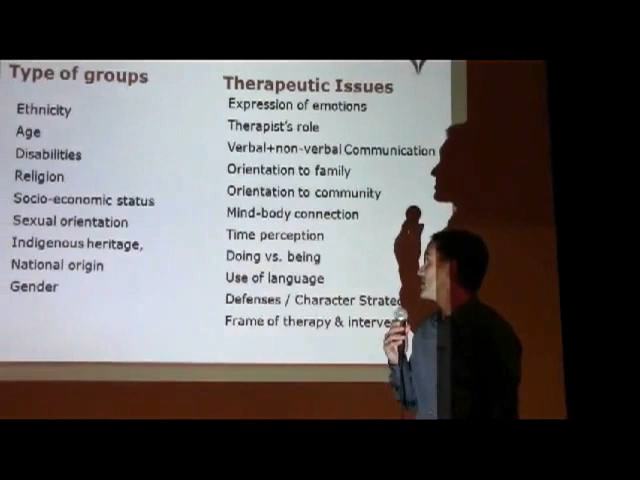 Type of groups
Ethnicity
Age
Disabilities
Religion
Socio-economic status
Sexual orientation
Indigenous heritage,
National origin
Gender
Therapeutic Issues
Expression of emotions
Therapist's role
Verbal+non-verbal Communication
Orientation to family
Orientation to community
Mind-body connection
Time perception
Doing vs. being
Use of language
Defenses / Character
Frame of therapy &